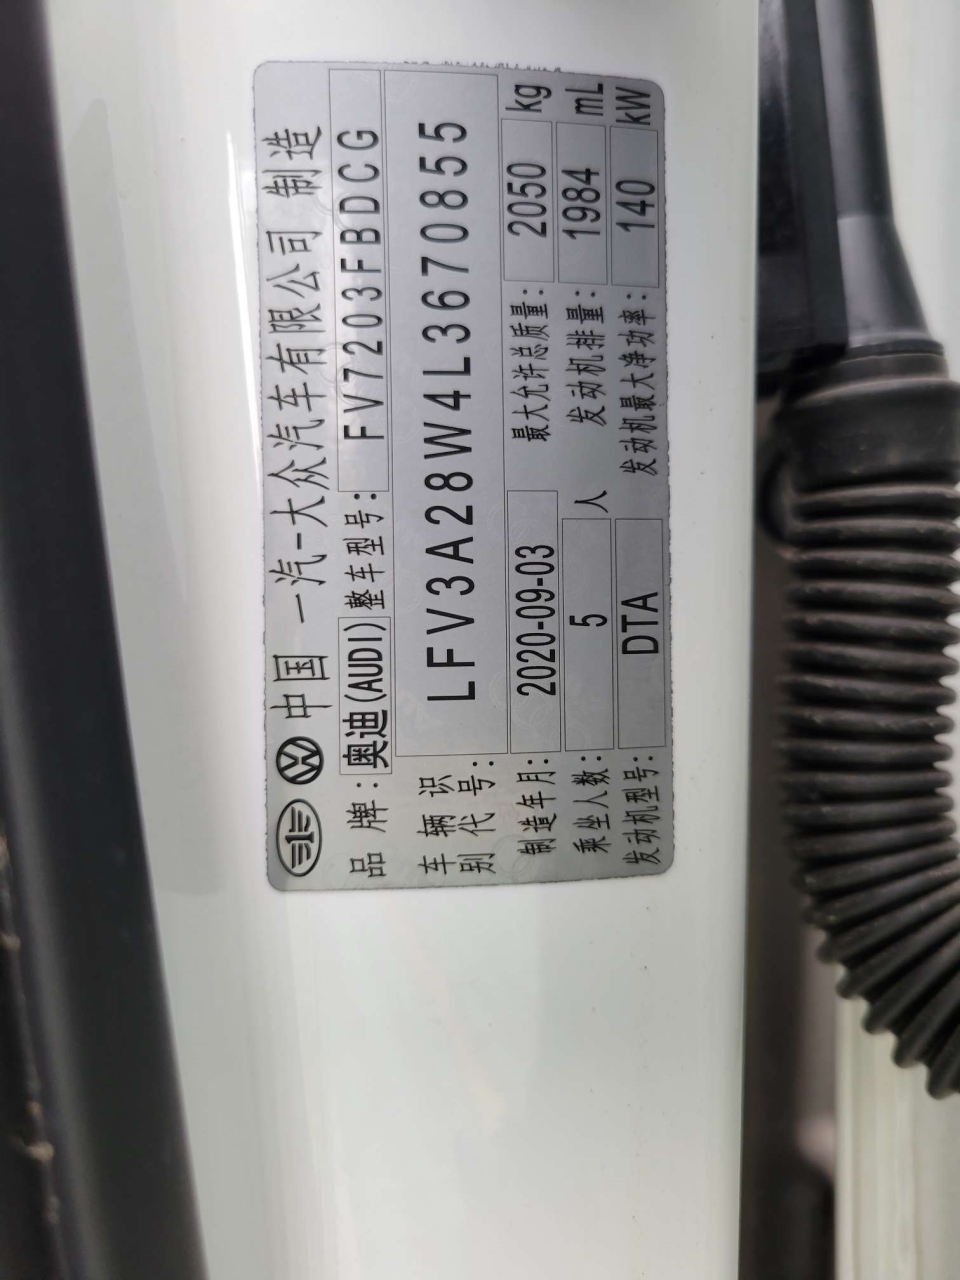 中国 一汽-大众汽车有限公司 制造
品牌:奥迪(AUDI) 整车型号:FV7203FBDCG
车辆识别代号:LFV3A28W4L3670855
制造年月:2020-09-03 最大允许总质量:2050 kg
乘坐人数:5 人 发动机排量:1984 mL
发动机型号:DTA 发动机最大净功率:140 kW